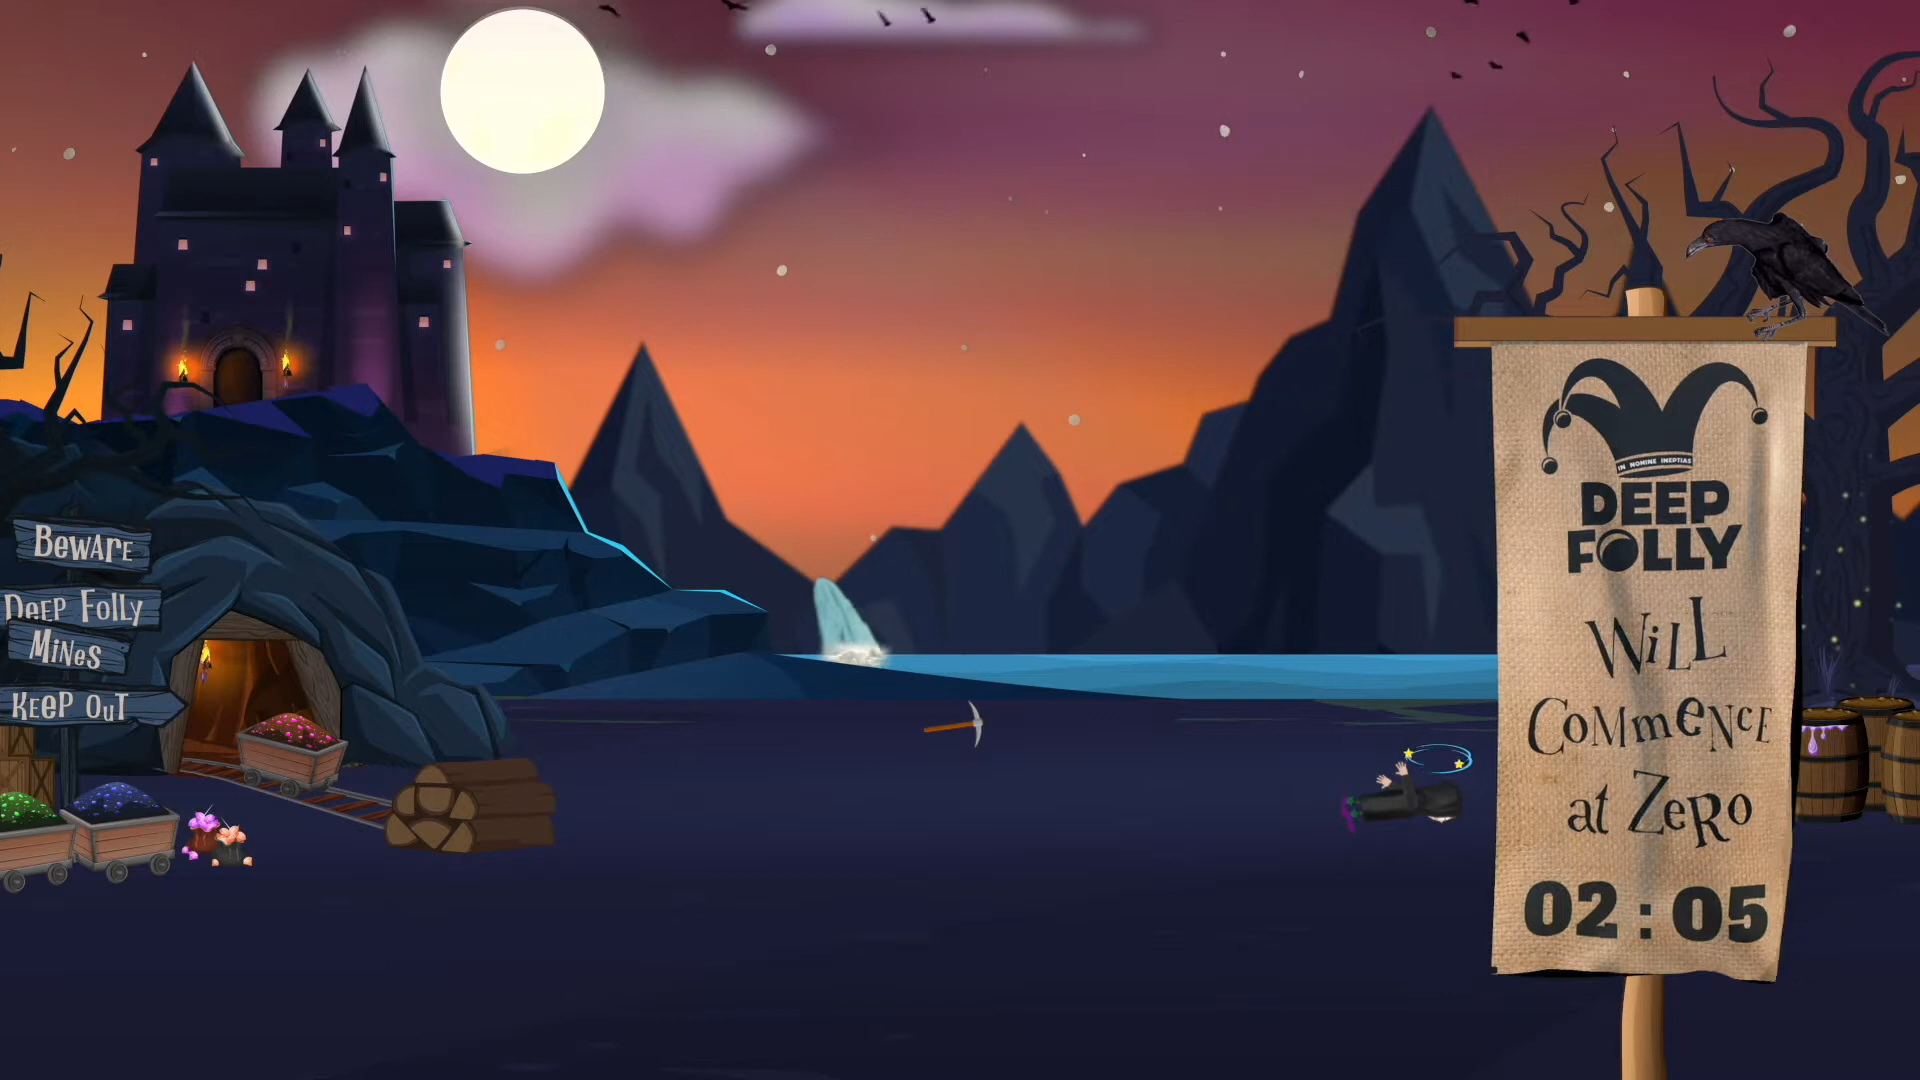 Beware
Deep Folly
Mines
Keep Out
IN NOMINE INEPTIAS
DEEP
FOLLY
Will
Commence
at Zero
02 : 05